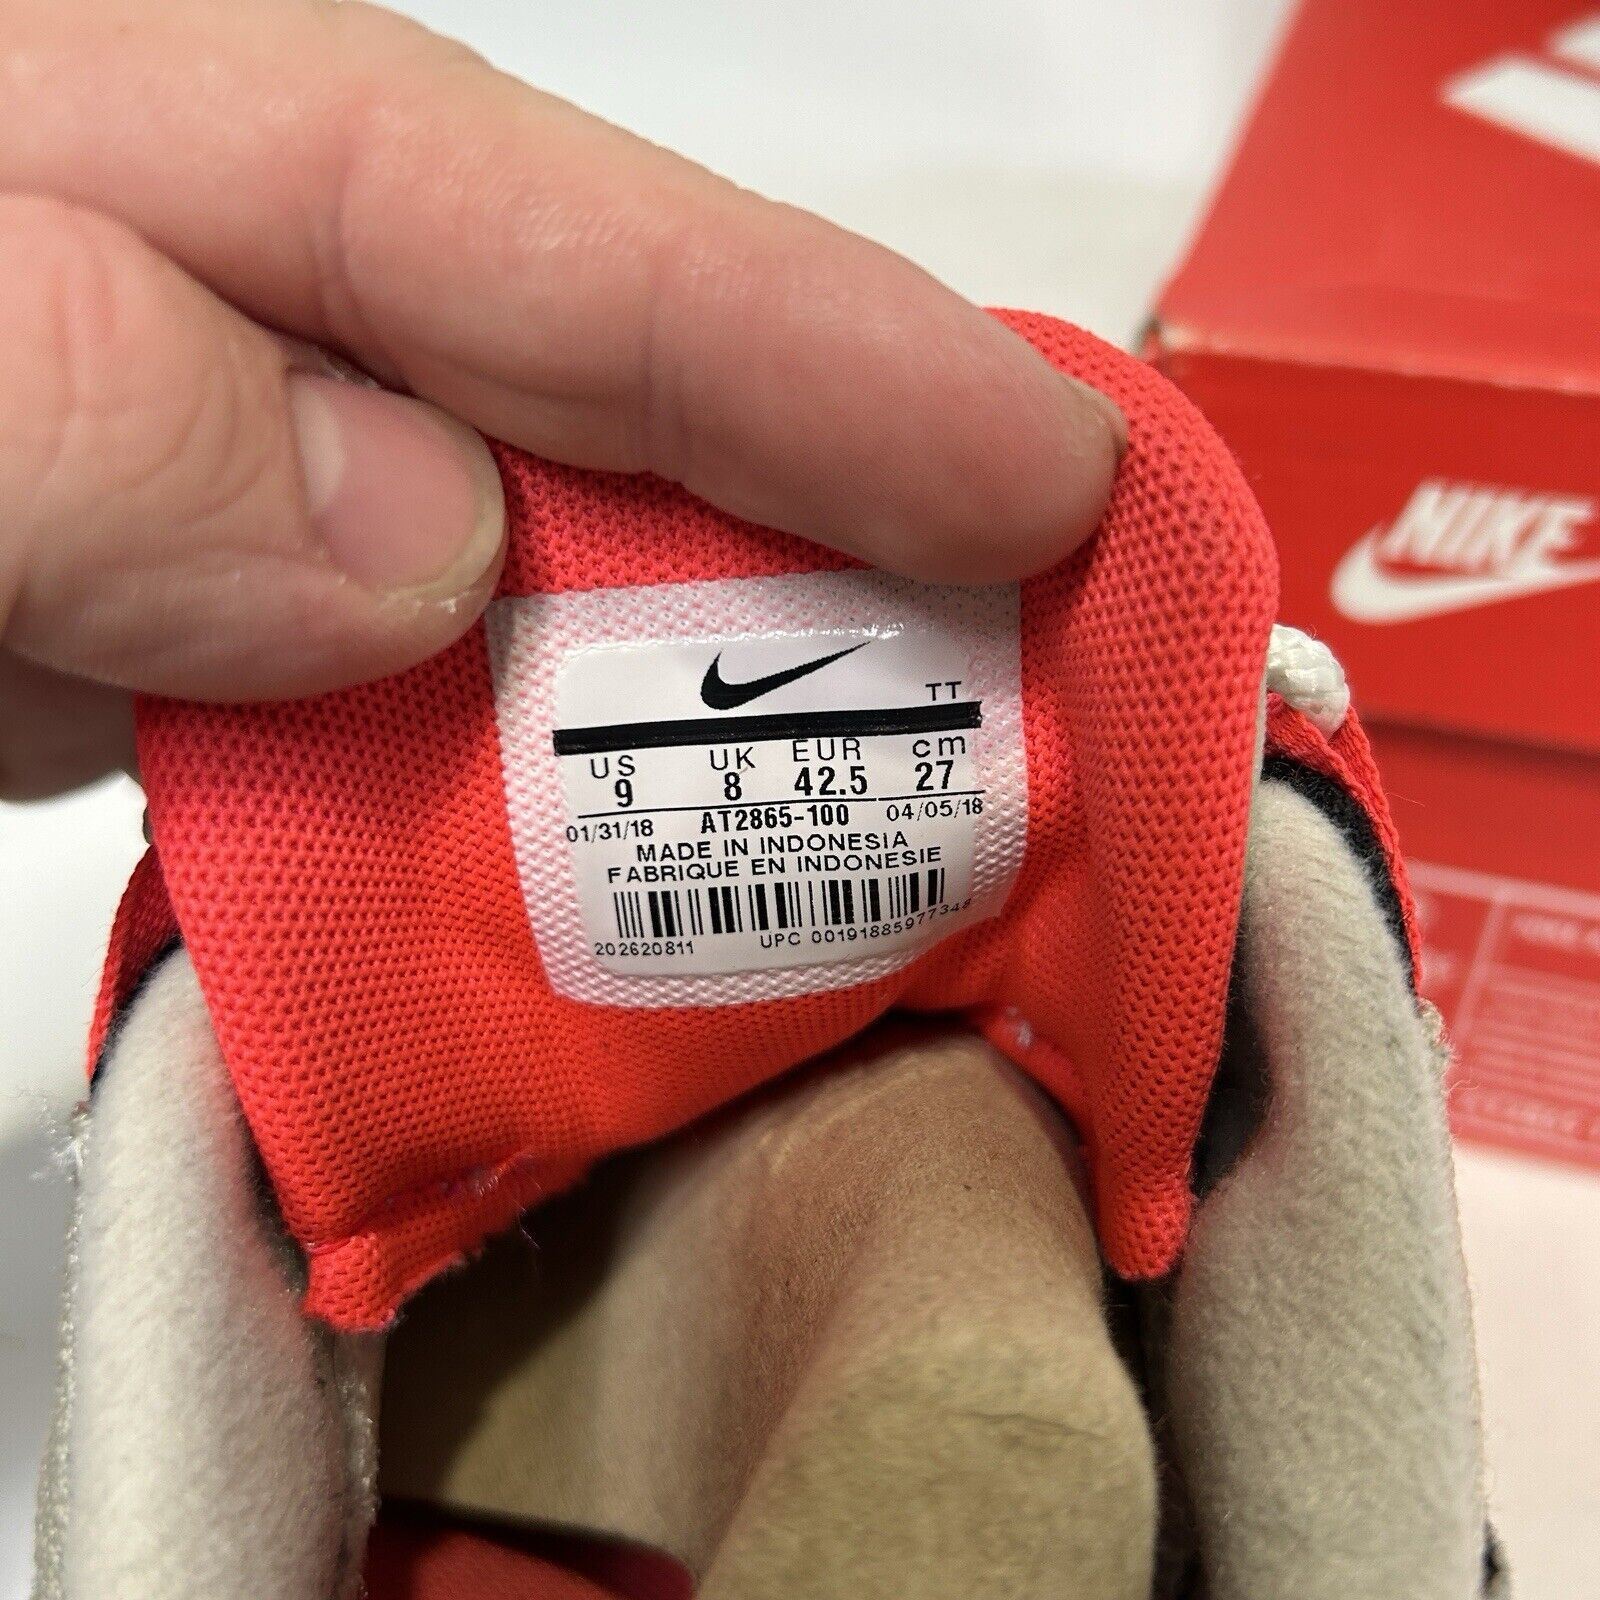 NIKE
TT
US UK EUR cm
9 8 42.5 27
01/31/18 AT2865-100 04/05/18
MADE IN INDONESIA
FABRIQUE EN INDONESIE
202620811 UPC 00191885977348